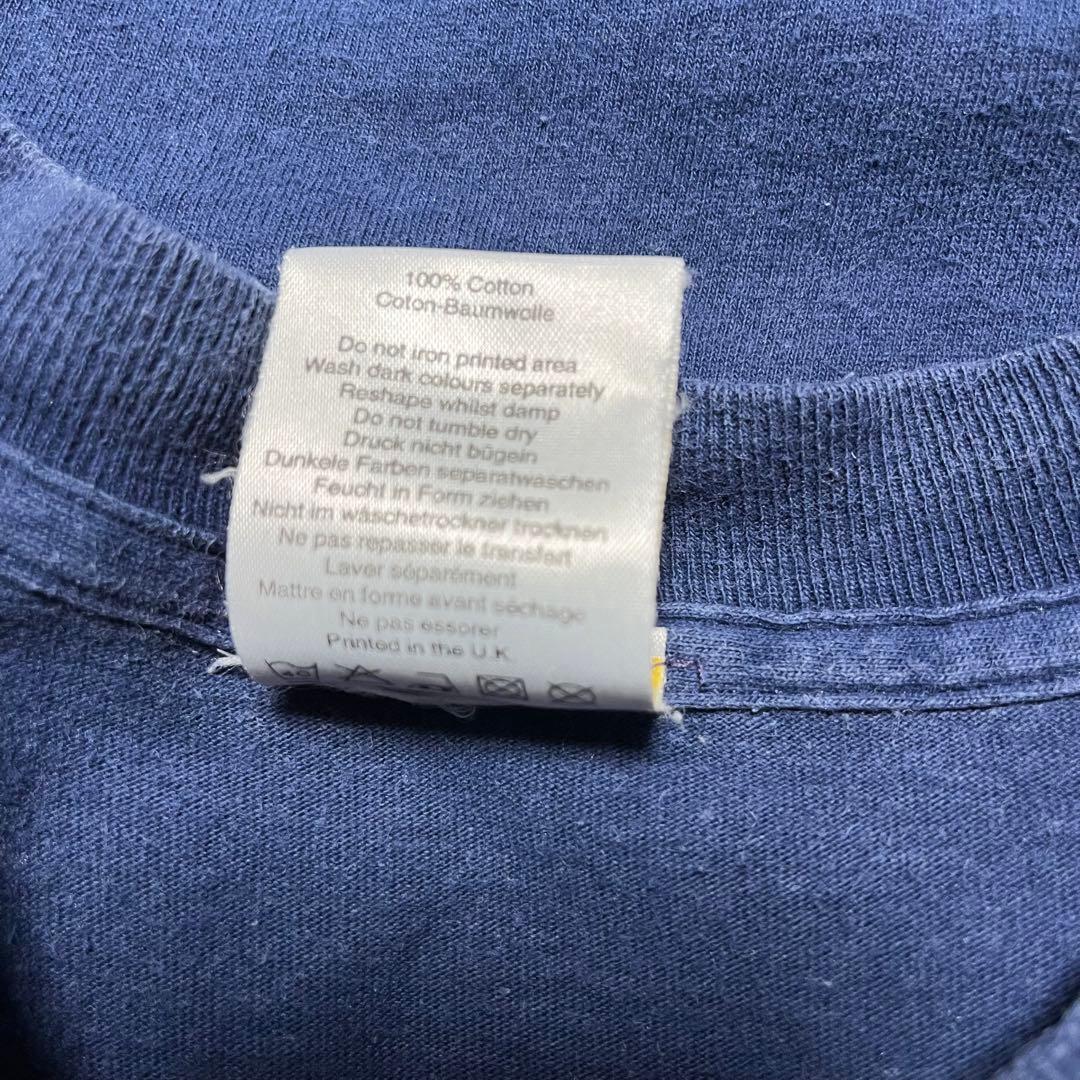 100% Cotton
Coton-Baumwolle
Do not iron printed area
Wash dark colours separately
Reshape whilst damp
Do not tumble dry
Druck nicht bügein
Dunkele Farben separatwaschen
Feucht in Form ziehen
Nicht im wäschetrockner trocknen
Ne pas repasser le transfert
Laver séparément
Mattre en forme avant séchage
Ne pas essorer
Printed in the U.K